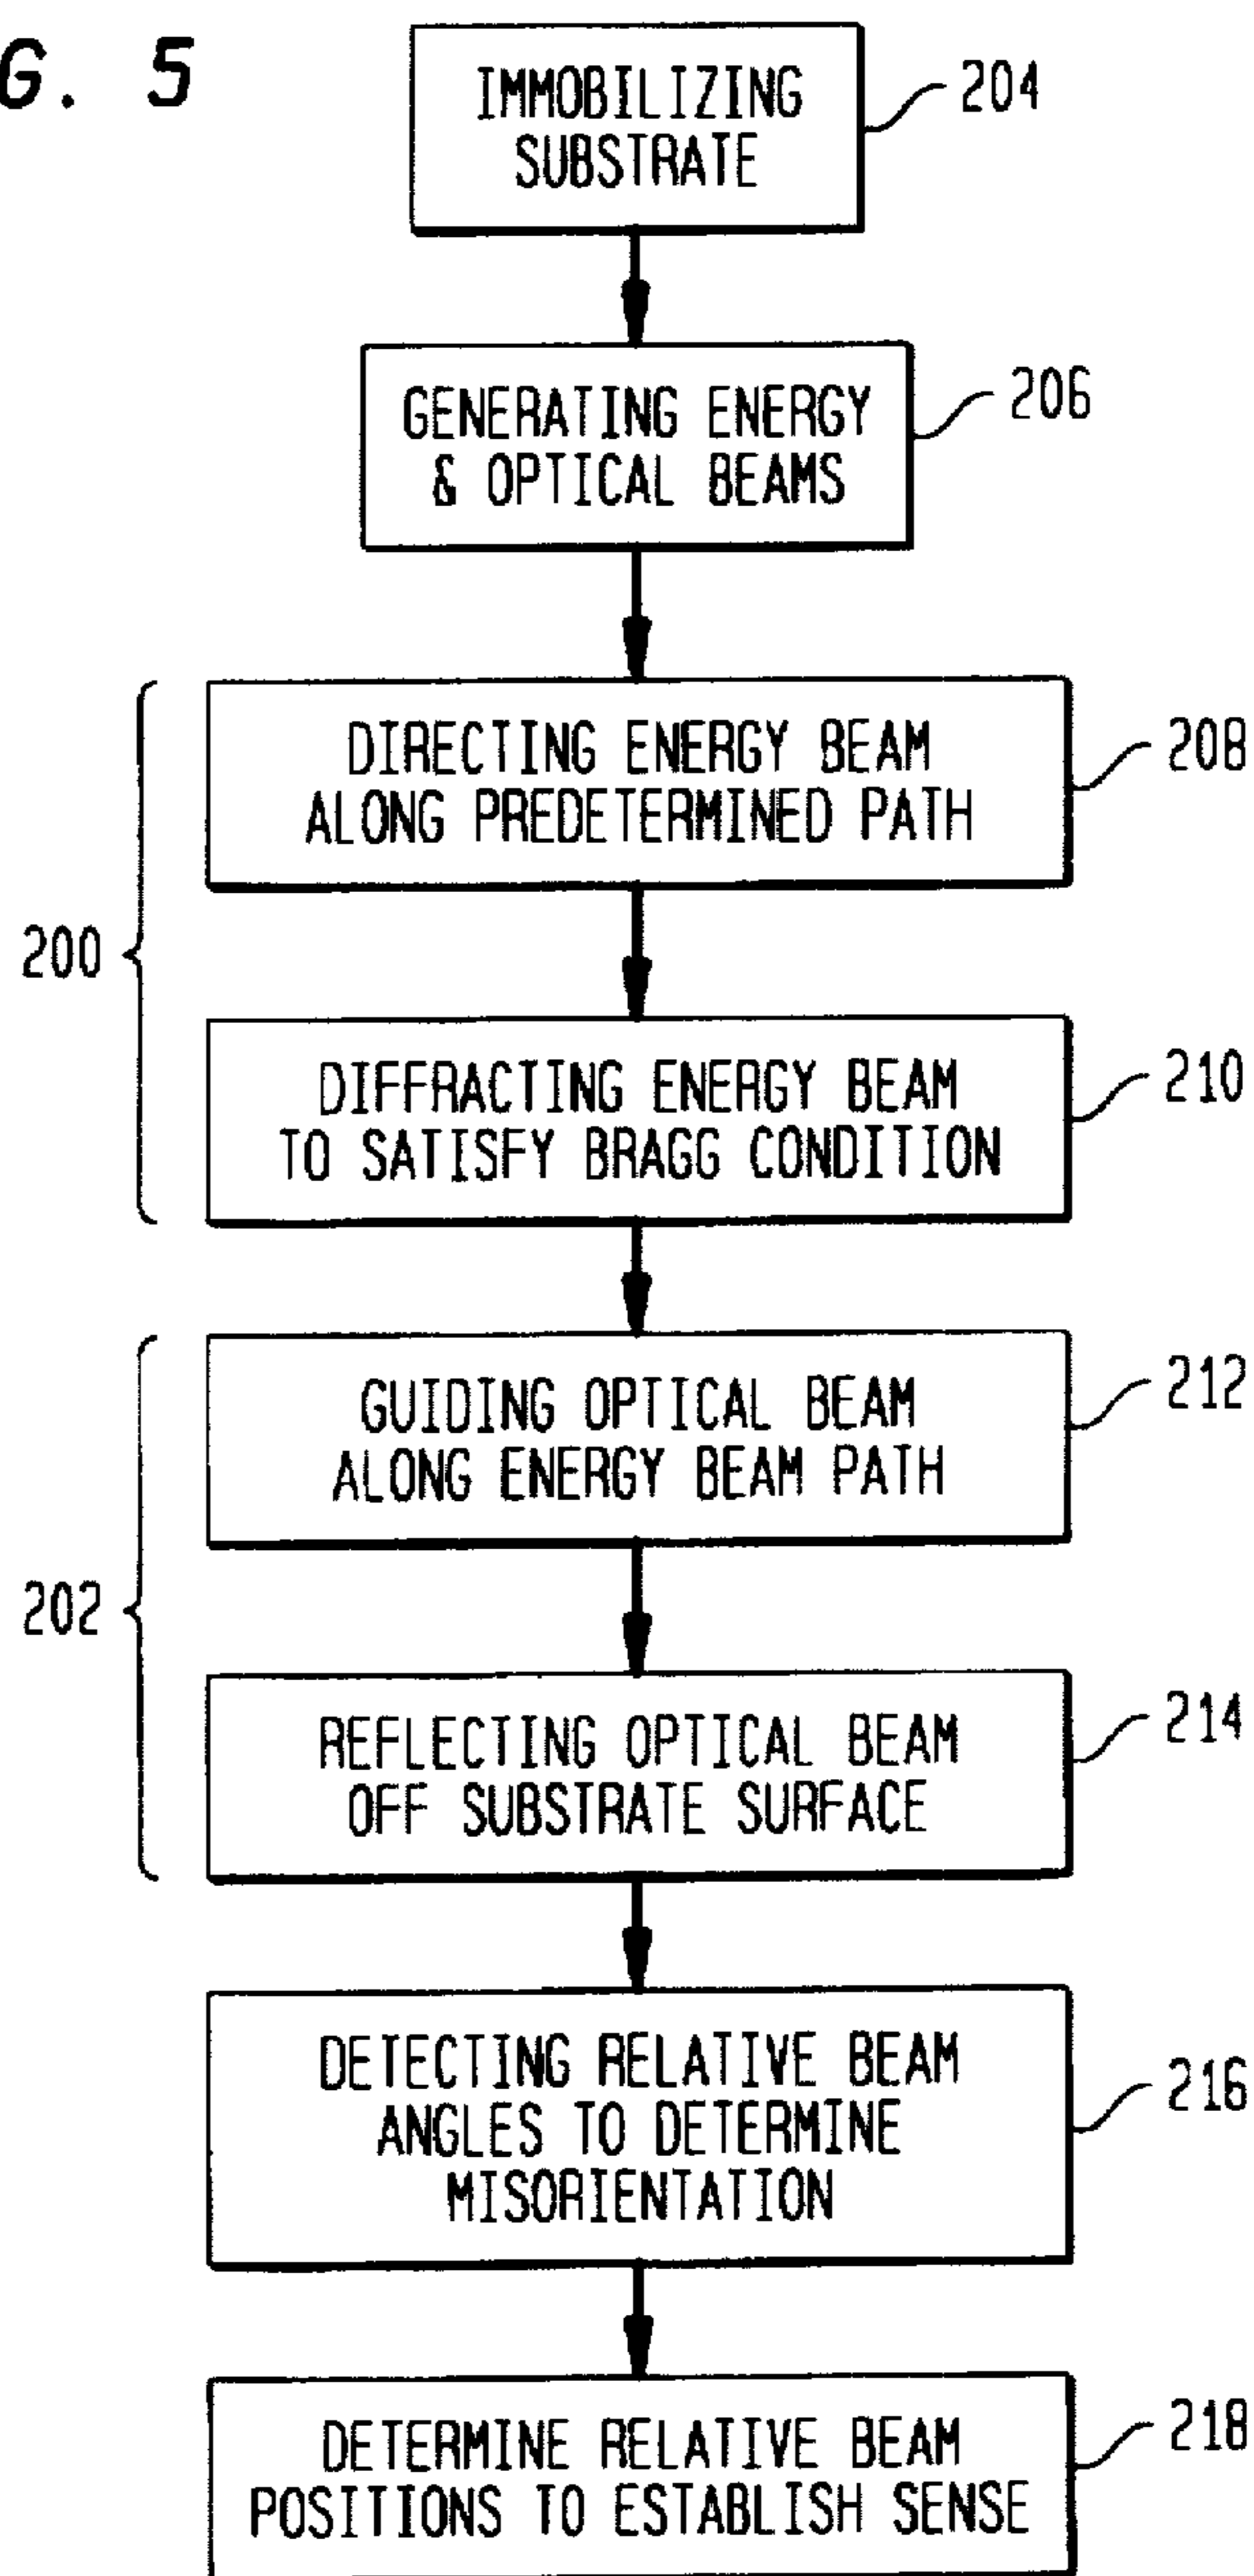 G. 5
IMMOBILIZING
SUBSTRATE
204
GENERATING ENERGY
& OPTICAL BEAMS
206
DIRECTING ENERGY BEAM
ALONG PREDETERMINED PATH
208
200
DIFFRACTING ENERGY BEAM
TO SATISFY BRAGG CONDITION
210
GUIDING OPTICAL BEAM
ALONG ENERGY BEAM PATH
212
202
REFLECTING OPTICAL BEAM
OFF SUBSTRATE SURFACE
214
DETECTING RELATIVE BEAM
ANGLES TO DETERMINE
MISORIENTATION
216
DETERMINE RELATIVE BEAM
POSITIONS TO ESTABLISH SENSE
218